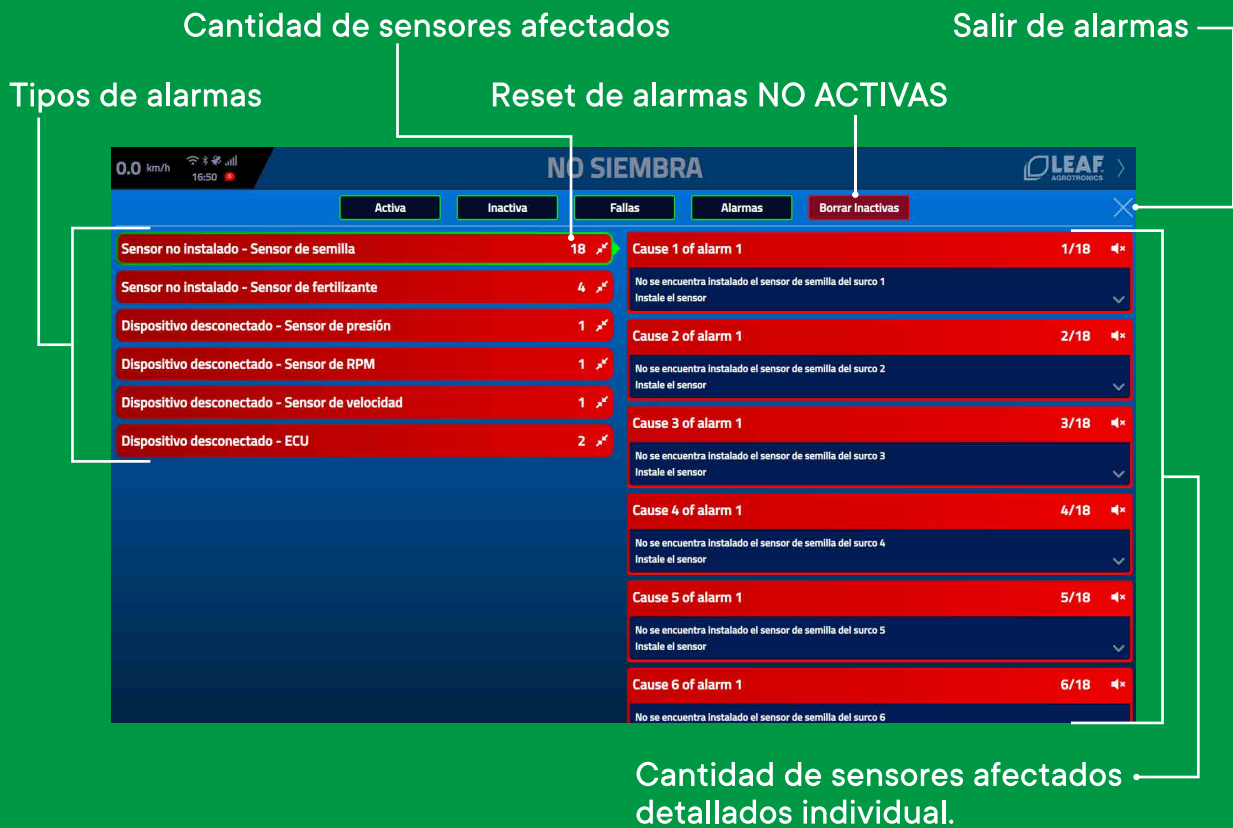 Cantidad de sensores afectados
Salir de alarmas
Tipos de alarmas
Reset de alarmas NO ACTIVAS
0.0 km/h
16:50 6
NO SIEMBRA
LEAF
AGROTRONICS
Activa
Inactiva
Fallas
Alarmas
Borrar Inactivas
Sensor no instalado - Sensor de semilla 18
Sensor no instalado - Sensor de fertilizante 4
Dispositivo desconectado - Sensor de presión 1
Dispositivo desconectado - Sensor de RPM 1
Dispositivo desconectado - Sensor de velocidad 1
Dispositivo desconectado - ECU 2
Cause 1 of alarm 1 1/18
No se encuentra instalado el sensor de semilla del surco 1
Instale el sensor
Cause 2 of alarm 1 2/18
No se encuentra instalado el sensor de semilla del surco 2
Instale el sensor
Cause 3 of alarm 1 3/18
No se encuentra instalado el sensor de semilla del surco 3
Instale el sensor
Cause 4 of alarm 1 4/18
No se encuentra instalado el sensor de semilla del surco 4
Instale el sensor
Cause 5 of alarm 1 5/18
No se encuentra instalado el sensor de semilla del surco 5
Instale el sensor
Cause 6 of alarm 1 6/18
No se encuentra instalado el sensor de semilla del surco 6
Cantidad de sensores afectados
detallados individual.